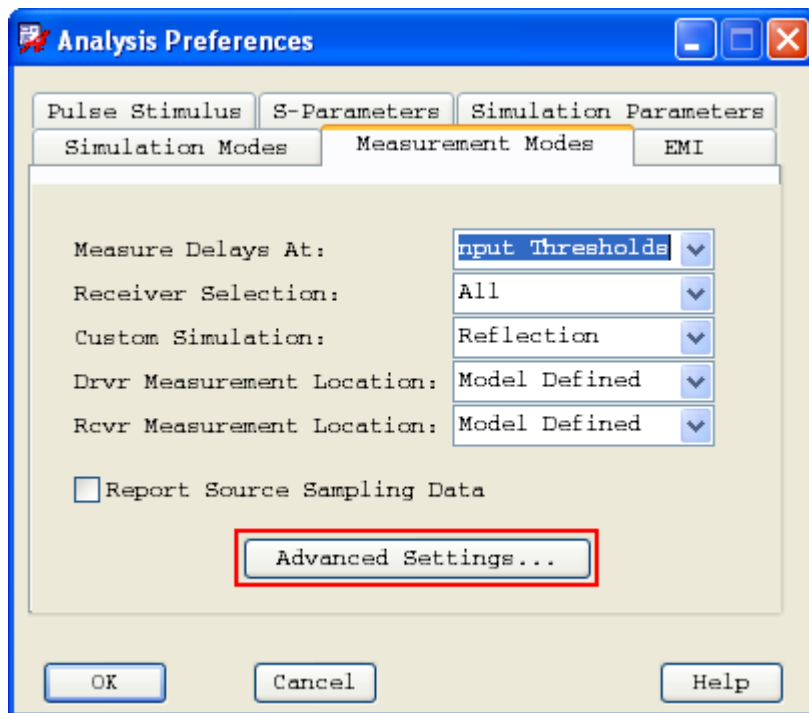 Analysis Preferences
Pulse Stimulus S-Parameters Simulation Parameters
Simulation Modes Measurement Modes EMI
Measure Delays At: nput Thresholds
Receiver Selection: All
Custom Simulation: Reflection
Drvr Measurement Location: Model Defined
Rcvr Measurement Location: Model Defined
Report Source Sampling Data
Advanced Settings...
OK Cancel Help